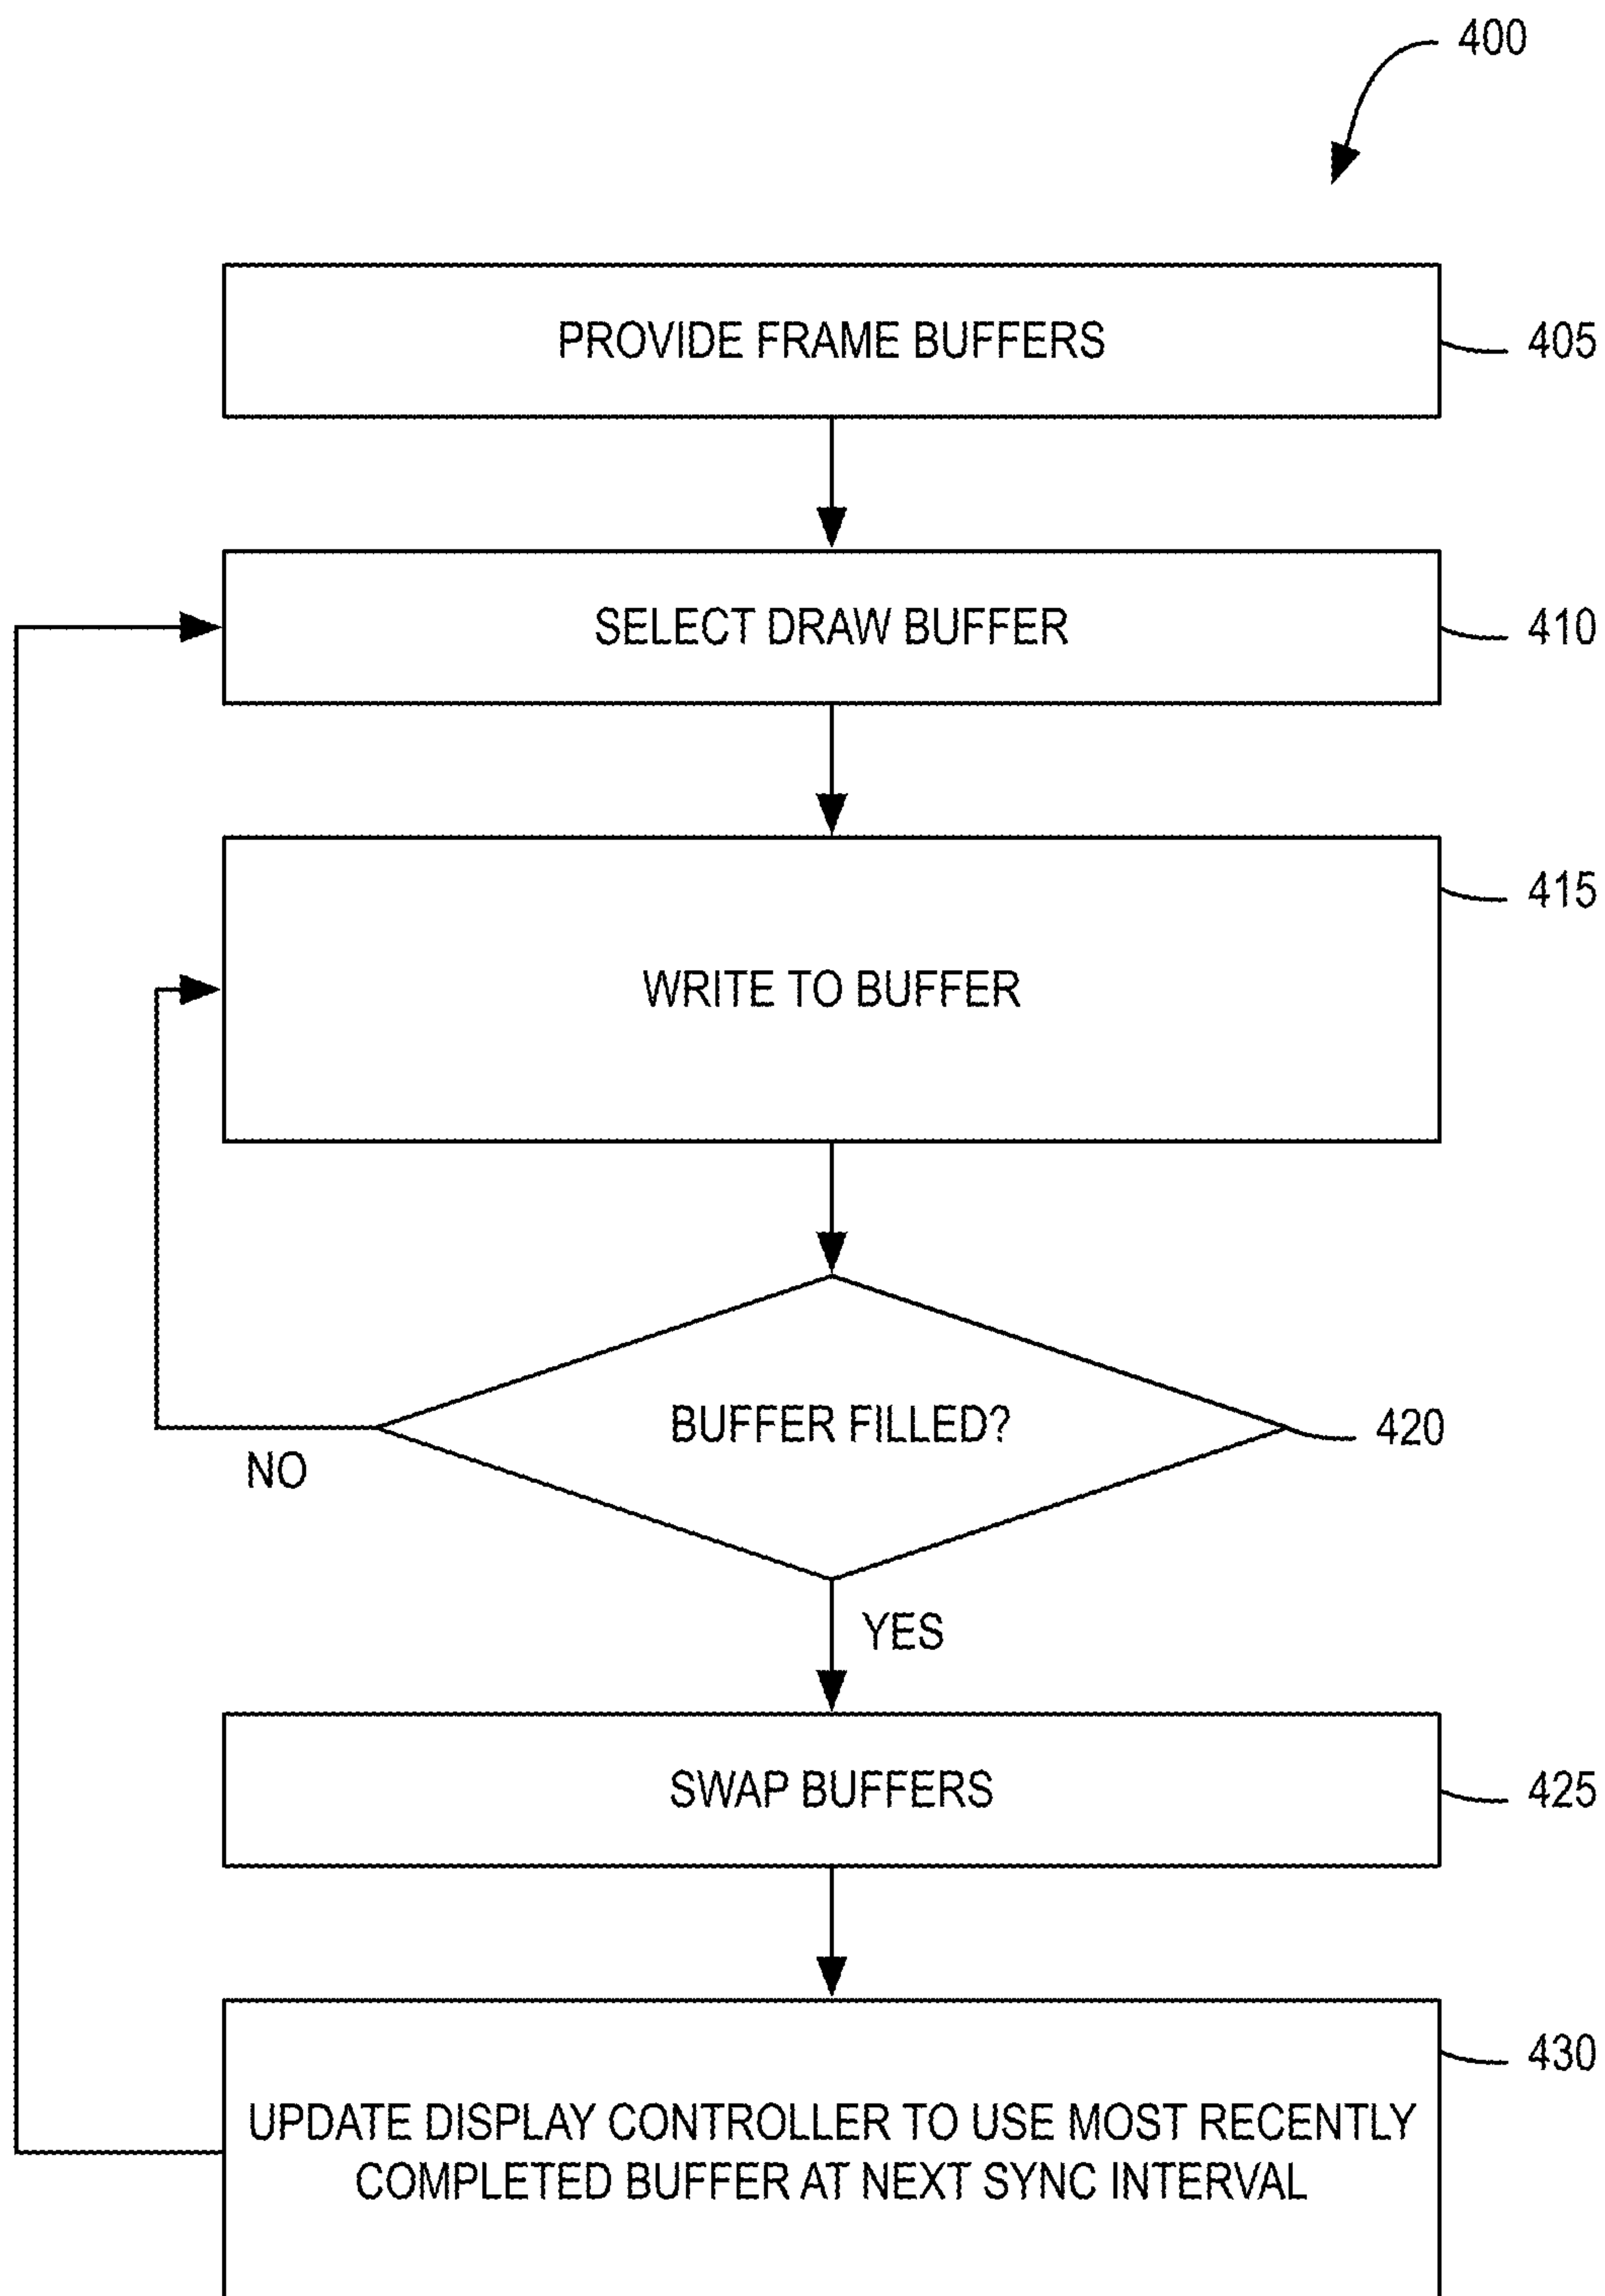 400
PROVIDE FRAME BUFFERS
405
SELECT DRAW BUFFER
410
415
WRITE TO BUFFER
BUFFER FILLED?
420
NO
YES
SWAP BUFFERS
425
430
UPDATE DISPLAY CONTROLLER TO USE MOST RECENTLY
COMPLETED BUFFER AT NEXT SYNC INTERVAL